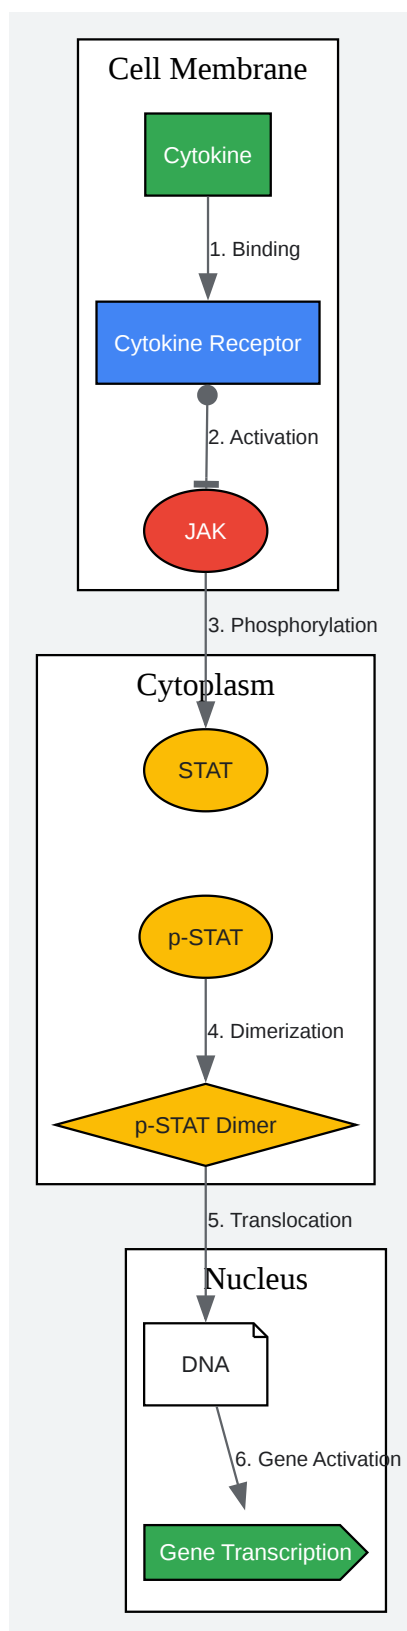 Cell Membrane
Cytokine
1. Binding
Cytokine Receptor
2. Activation
JAK
3. Phosphorylation
Cytoplasm
STAT
p-STAT
4. Dimerization
p-STAT Dimer
5. Translocation
Nucleus
DNA
6. Gene Activation
Gene Transcription